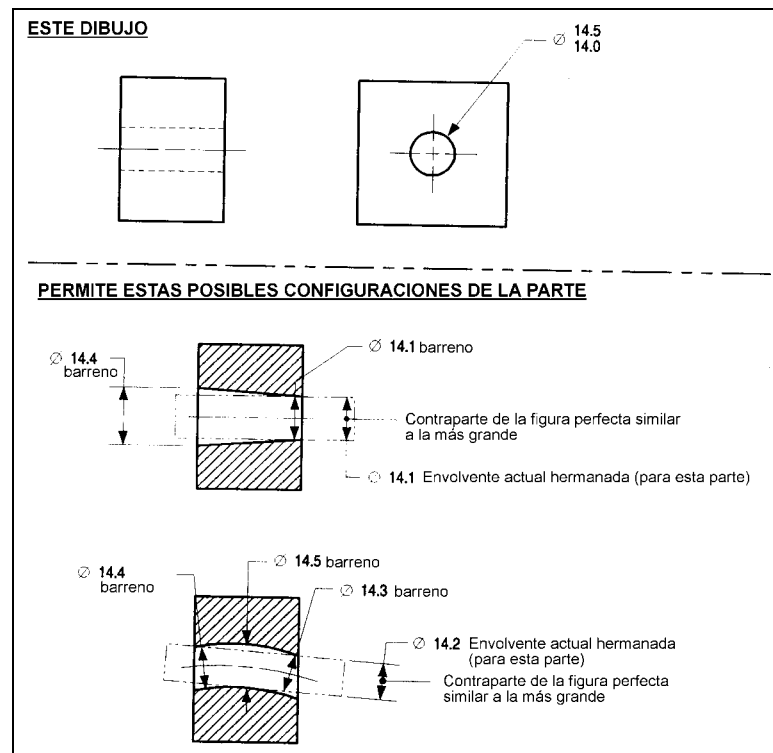 ESTE DIBUJO
∅ 14.5
14.0
PERMITE ESTAS POSIBLES CONFIGURACIONES DE LA PARTE
∅ 14.4
barreno
∅ 14.1 barreno
Contraparte de la figura perfecta similar
a la más grande
∅ 14.1 Envolvente actual hermanada (para esta parte)
∅ 14.4
barreno
∅ 14.5 barreno
∅ 14.3 barreno
∅ 14.2 Envolvente actual hermanada
(para esta parte)
Contraparte de la figura perfecta
similar a la más grande